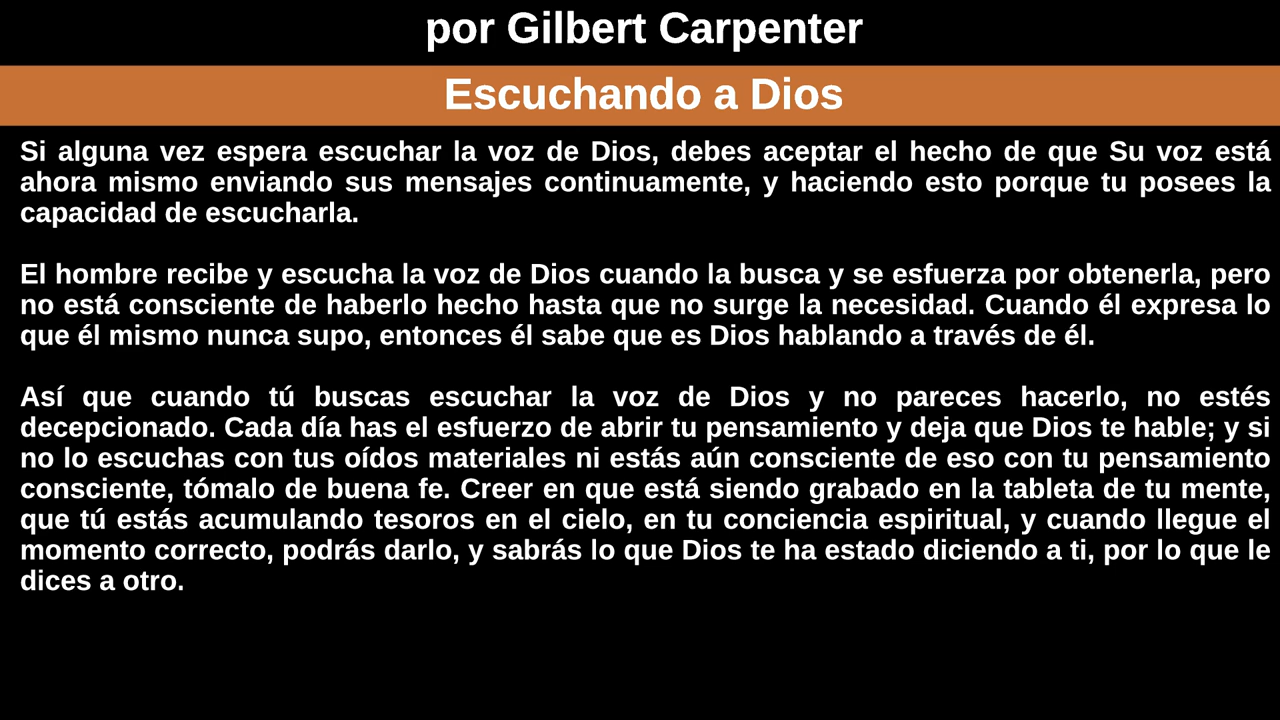 por Gilbert Carpenter
Escuchando a Dios
Si alguna vez espera escuchar la voz de Dios, debes aceptar el hecho de que Su voz está
ahora mismo enviando sus mensajes continuamente, y haciendo esto porque tu posees la
capacidad de escucharla.
El hombre recibe y escucha la voz de Dios cuando la busca y se esfuerza por obtenerla, pero
no está consciente de haberlo hecho hasta que no surge la necesidad. Cuando él expresa lo
que él mismo nunca supo, entonces él sabe que es Dios hablando a través de él.
Así que cuando tú buscas escuchar la voz de Dios y no pareces hacerlo, no estés
decepcionado. Cada día has el esfuerzo de abrir tu pensamiento y deja que Dios te hable; y si
no lo escuchas con tus oídos materiales ni estás aún consciente de eso con tu pensamiento
consciente, tómalo de buena fe. Creer en que está siendo grabado en la tableta de tu mente,
que tú estás acumulando tesoros en el cielo, en tu conciencia espiritual, y cuando llegue el
momento correcto, podrás darlo, y sabrás lo que Dios te ha estado diciendo a ti, por lo que le
dices a otro.